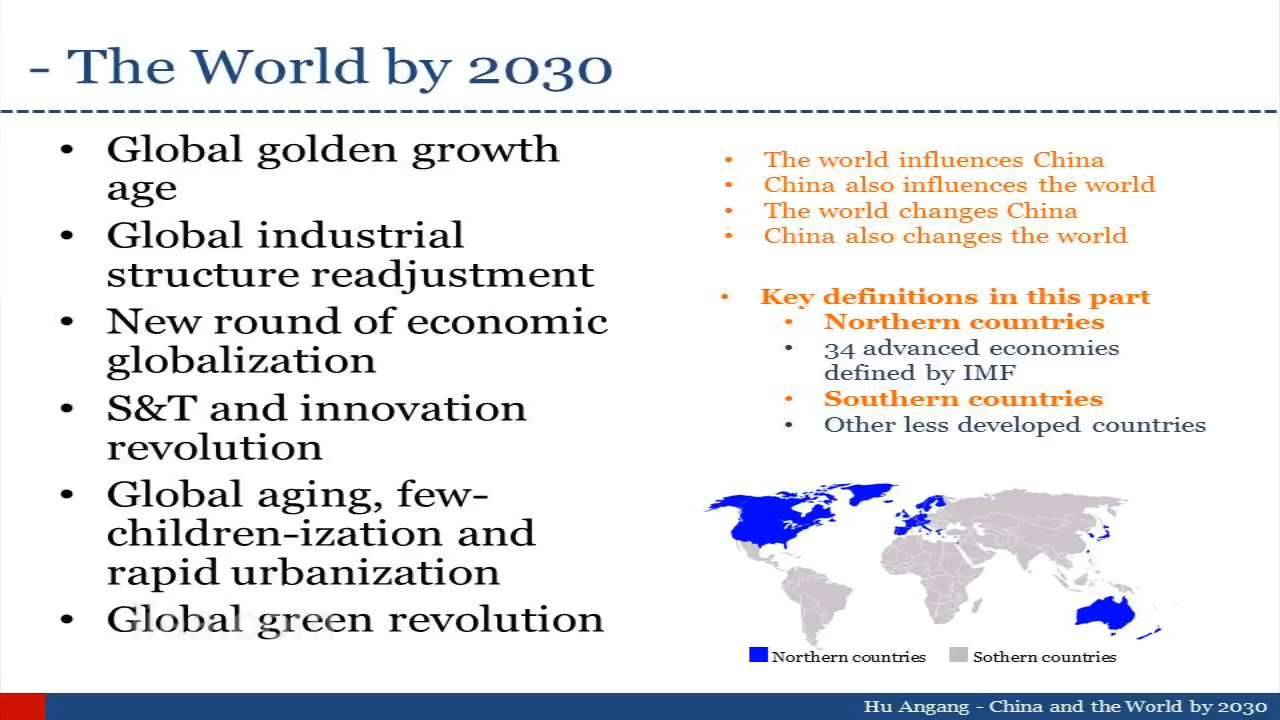 - The World by 2030
• Global golden growth
age
• Global industrial
structure readjustment
• New round of economic
globalization
• S&T and innovation
revolution
• Global aging, few-
children-ization and
rapid urbanization
• Global green revolution
• The world influences China
• China also influences the world
• The world changes China
• China also changes the world
• Key definitions in this part
• Northern countries
• 34 advanced economies
defined by IMF
• Southern countries
• Other less developed countries
Northern countries
Sothern countries
Hu Angang - China and the World by 2030